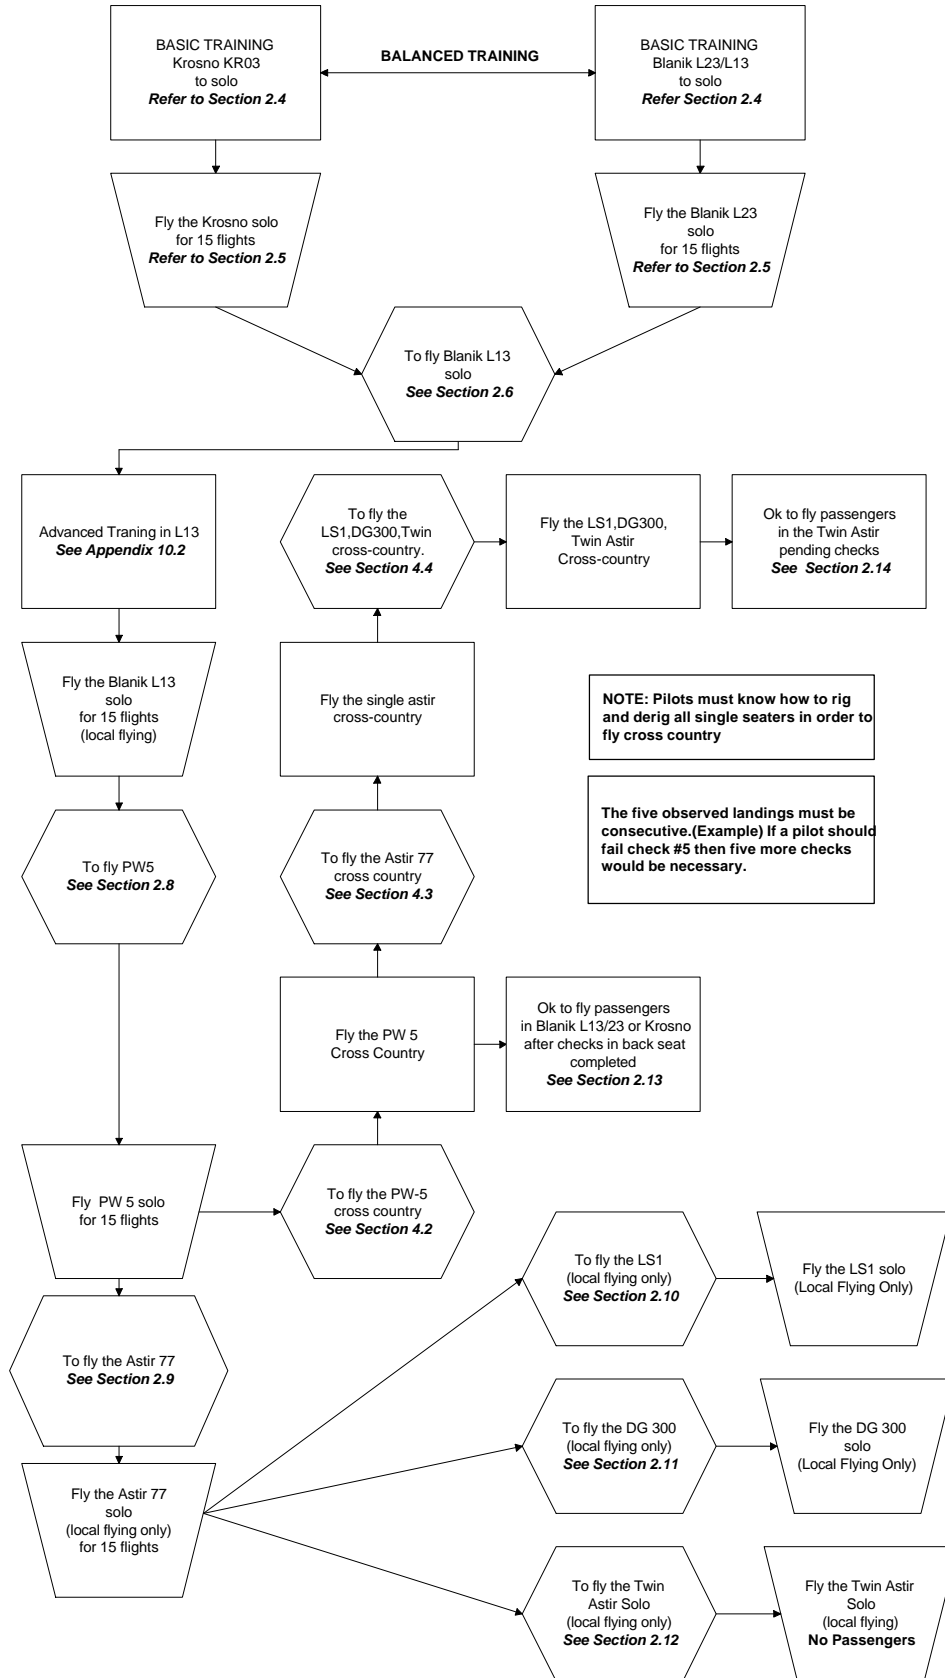 BASIC TRAINING
Krosno KR03
to solo
Refer to Section 2.4
BALANCED TRAINING
BASIC TRAINING
Blanik L23/L13
to solo
Refer Section 2.4
Fly the Krosno solo
for 15 flights
Refer to Section 2.5
Fly the Blanik L23
solo
for 15 flights
Refer to Section 2.5
To fly Blanik L13
solo
See Section 2.6
Advanced Traning in L13
See Appendix 10.2
To fly the
LS1,DG300,Twin
cross-country.
See Section 4.4
Fly the LS1,DG300,
Twin Astir
Cross-country
Ok to fly passengers
in the Twin Astir
pending checks
See Section 2.14
Fly the Blanik L13
solo
for 15 flights
(local flying)
Fly the single astir
cross-country
NOTE: Pilots must know how to rig
and derig all single seaters in order to
fly cross country
The five observed landings must be
consecutive.(Example) If a pilot should
fail check #5 then five more checks
would be necessary.
To fly PW5
See Section 2.8
To fly the Astir 77
cross country
See Section 4.3
Fly the PW 5
Cross Country
Ok to fly passengers
in Blanik L13/23 or Krosno
after checks in back seat
completed
See Section 2.13
Fly PW 5 solo
for 15 flights
To fly the PW-5
cross country
See Section 4.2
To fly the LS1
(local flying only)
See Section 2.10
Fly the LS1 solo
(Local Flying Only)
To fly the Astir 77
See Section 2.9
To fly the DG 300
(local flying only)
See Section 2.11
Fly the DG 300
solo
(Local Flying Only)
Fly the Astir 77
solo
(local flying only)
for 15 flights
To fly the Twin
Astir Solo
(local flying only)
See Section 2.12
Fly the Twin Astir
Solo
(local flying)
No Passengers